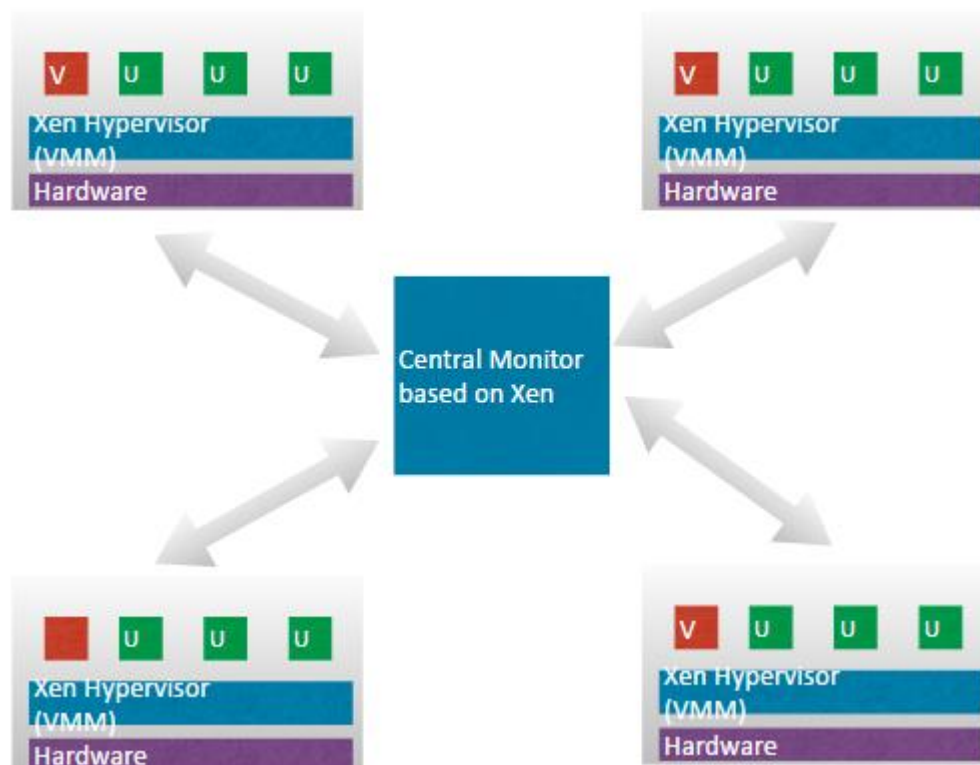 V U U U
Xen Hypervisor
(VMM)
Hardware
V U U U
Xen Hypervisor
(VMM)
Hardware
Central Monitor
based on Xen
U U U
Xen Hypervisor
(VMM)
Hardware
V U U U
Xen Hypervisor
(VMM)
Hardware